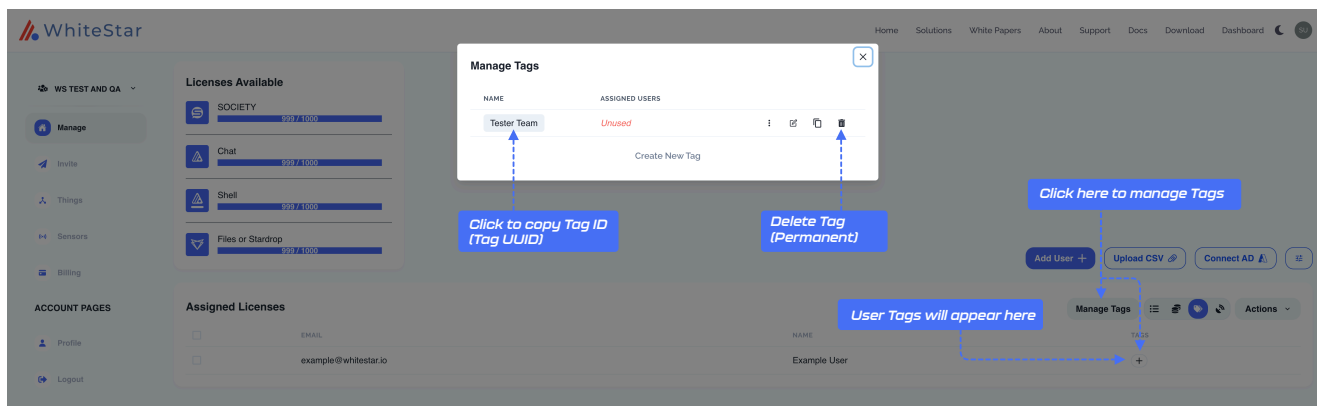 WhiteStar
Home Solutions White Papers About Support Docs Download Dashboard SU
WS TEST AND QA
Manage
Invite
Things
Sensors
Billing
ACCOUNT PAGES
Profile
Logout
Licenses Available
SOCIETY
999 / 1000
Chat
999 / 1000
Shell
999 / 1000
Files or Stardrop
999 / 1000
Manage Tags
NAME ASSIGNED USERS
Tester Team Unused
Create New Tag
Click to copy Tag ID
(Tag UUID)
Delete Tag
(Permanent)
Click here to manage Tags
Add User + Upload CSV Connect AD
Assigned Licenses
User Tags will appear here
Manage Tags Actions
EMAIL NAME TAGS
example@whitestar.io Example User +